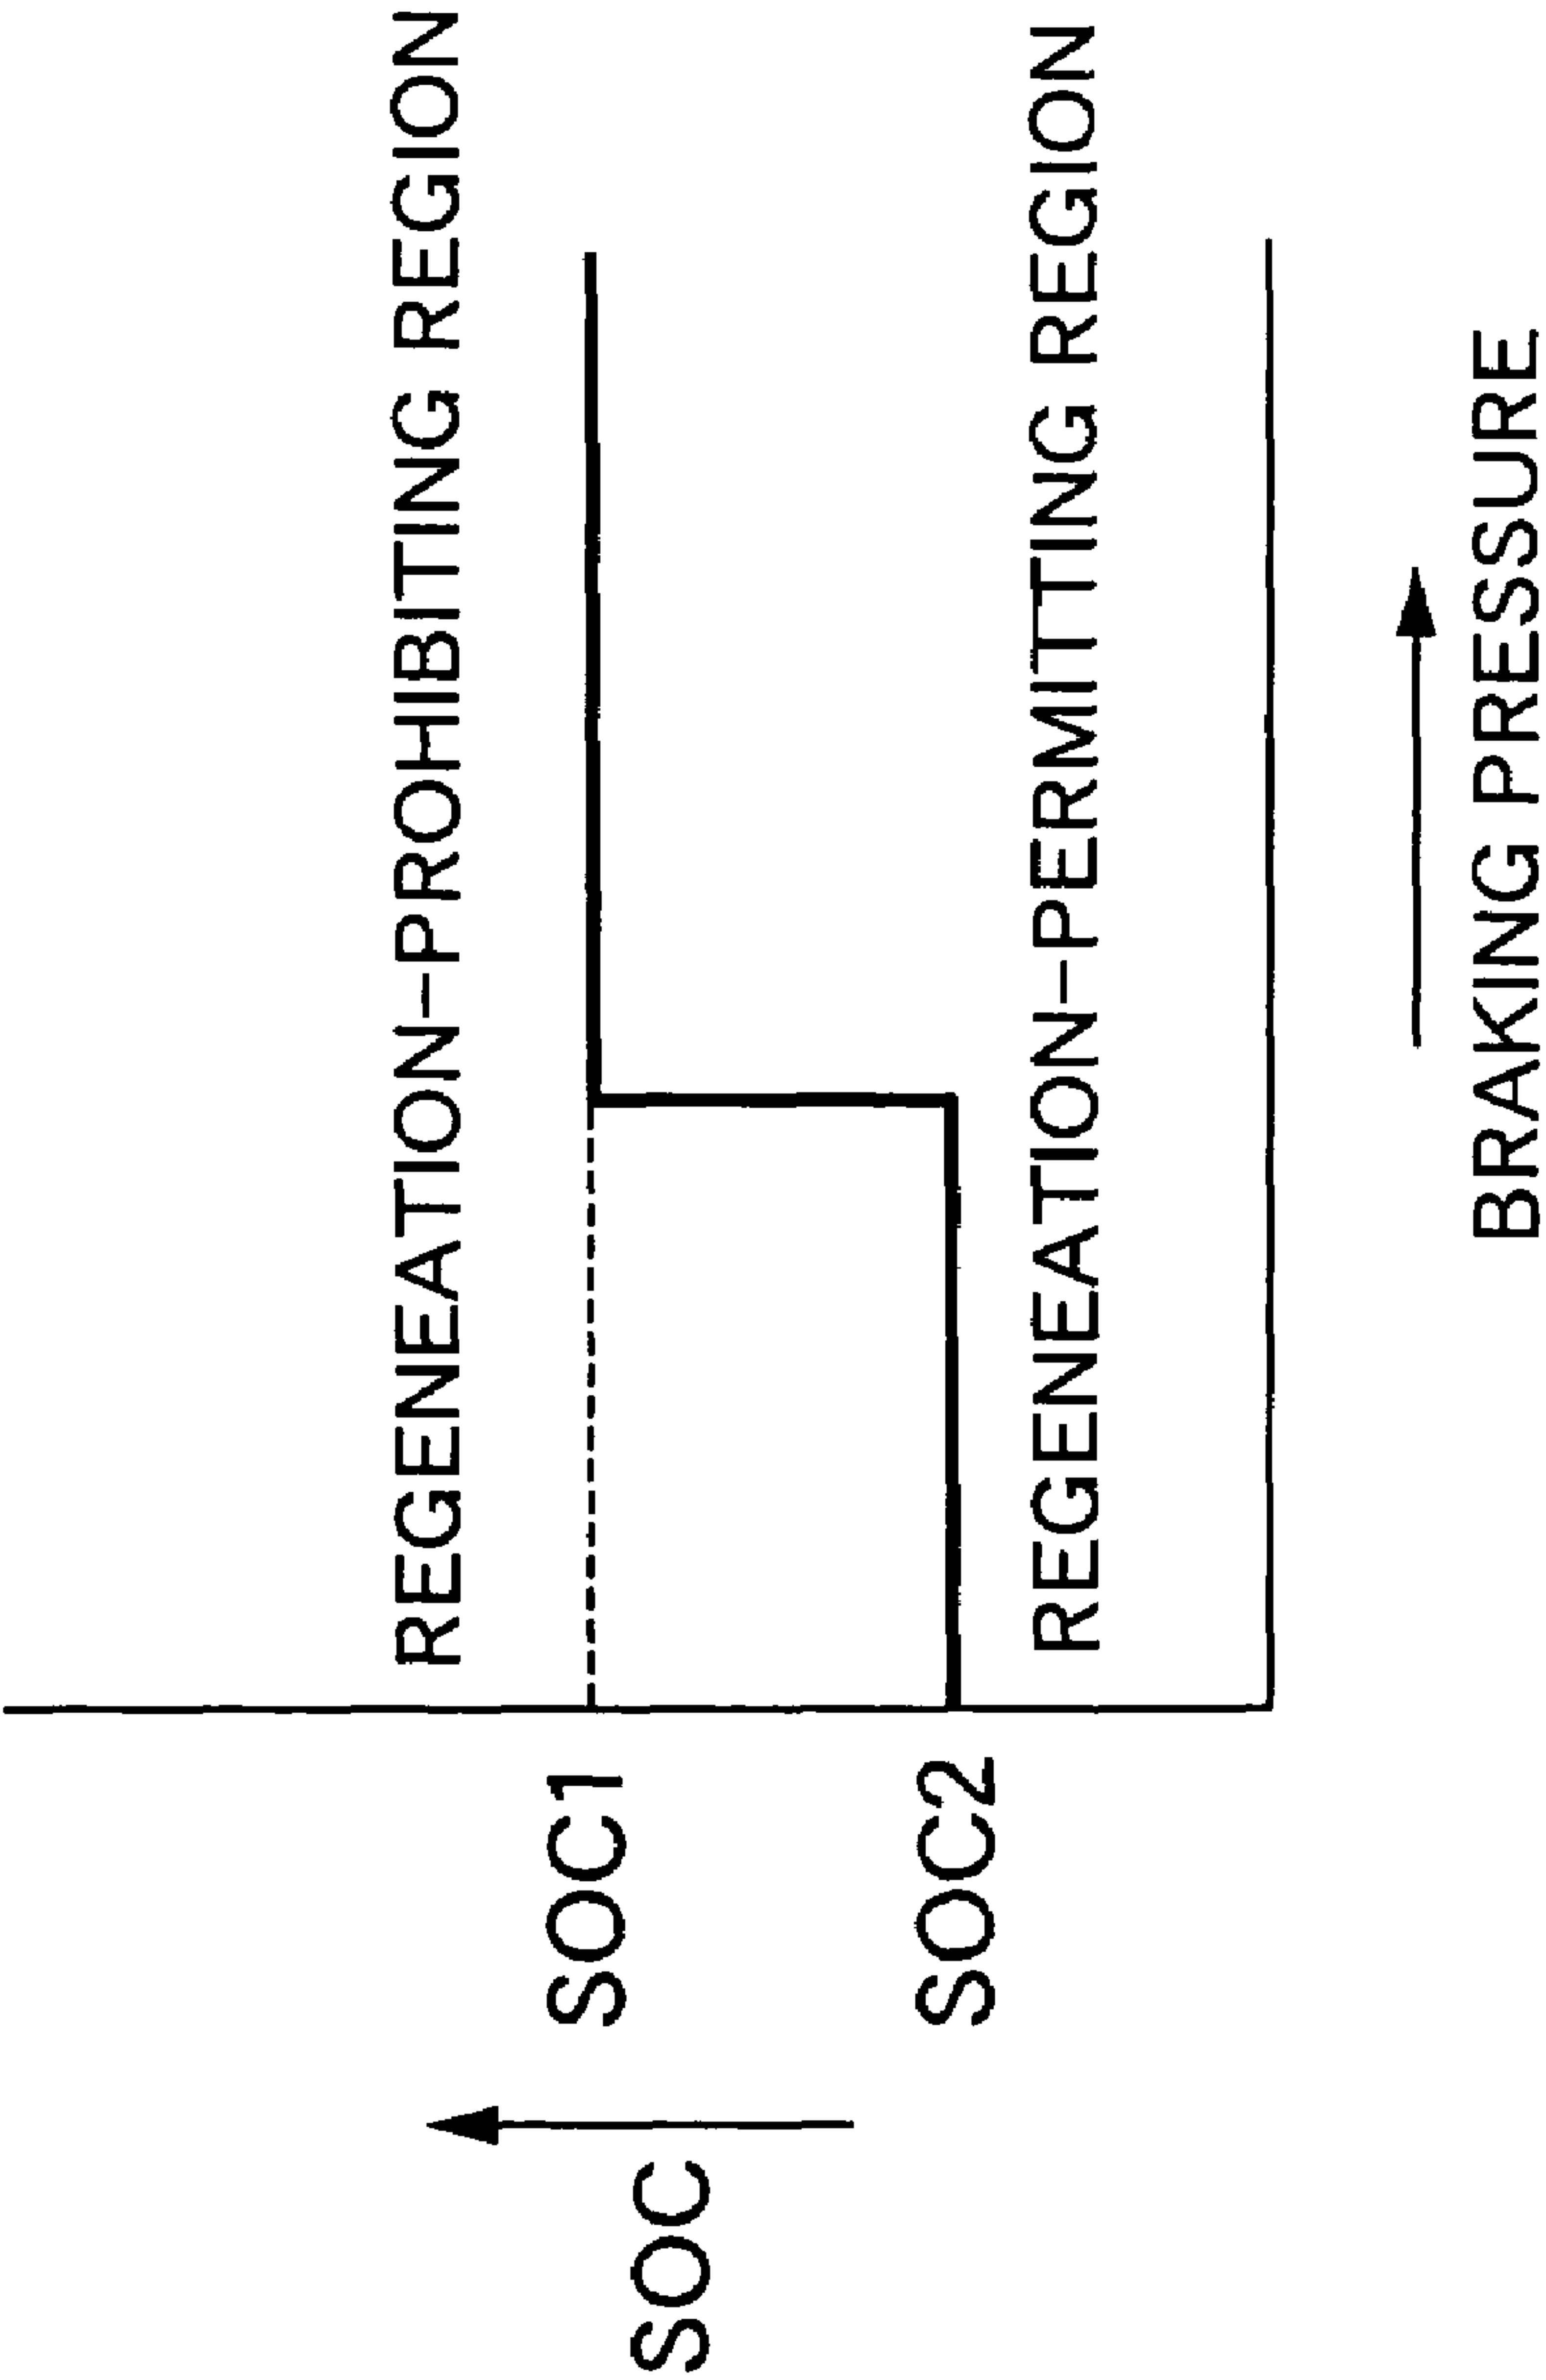 REGENEATION-PROHIBITING REGION
SOC1
SOC
SOC2
REGENEATION-PERMITTING REGION
BRAKING PRESSURE